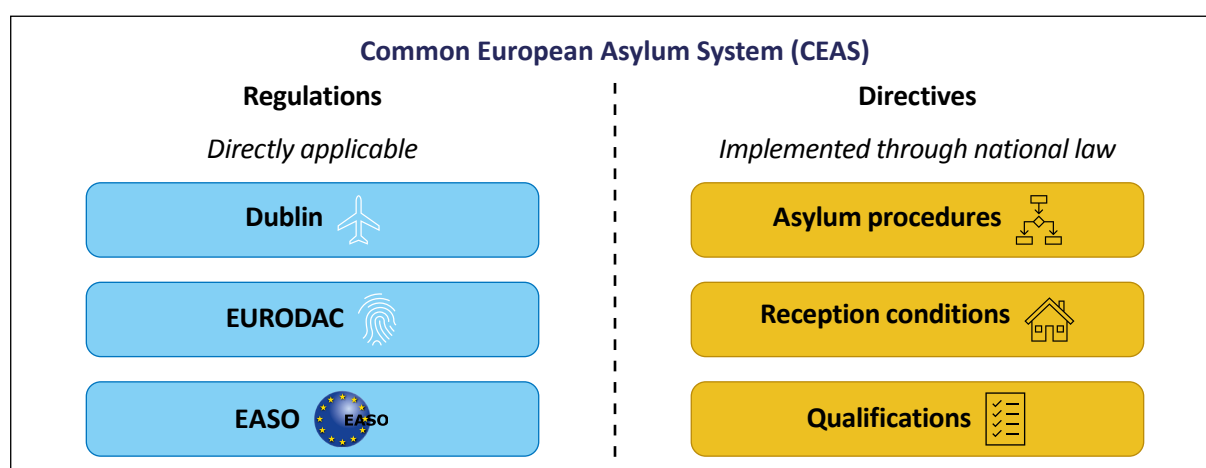 Common European Asylum System (CEAS)
Regulations
Directly applicable
Dublin
EURODAC
EASO EASO
Directives
Implemented through national law
Asylum procedures
Reception conditions
Qualifications